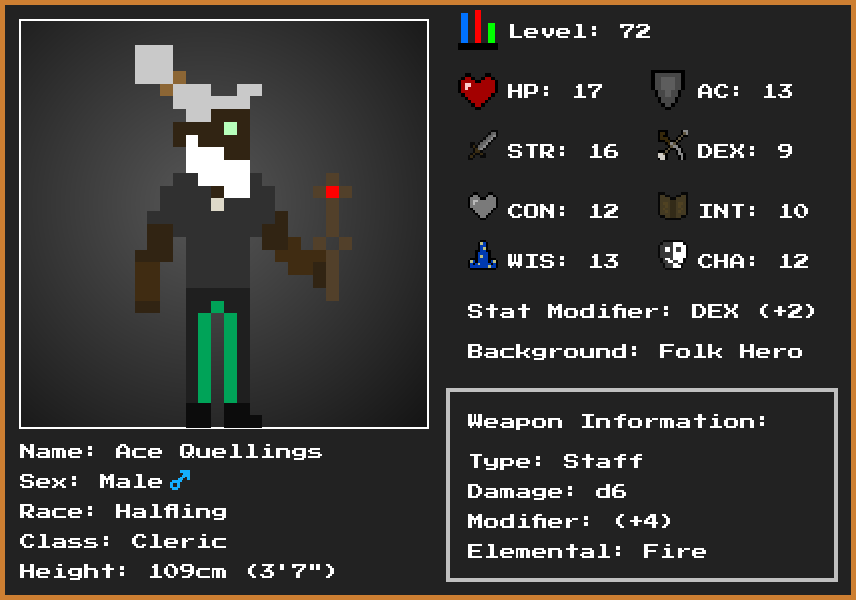 Level: 72
HP: 17
AC: 13
STR: 16
DEX: 9
CON: 12
INT: 10
WIS: 13
CHA: 12
Stat Modifier: DEX (+2)
Background: Folk Hero
Weapon Information:
Type: Staff
Damage: d6
Modifier: (+4)
Elemental: Fire
Name: Ace Quellings
Sex: Male ♂
Race: Halfling
Class: Cleric
Height: 109cm (3'7")